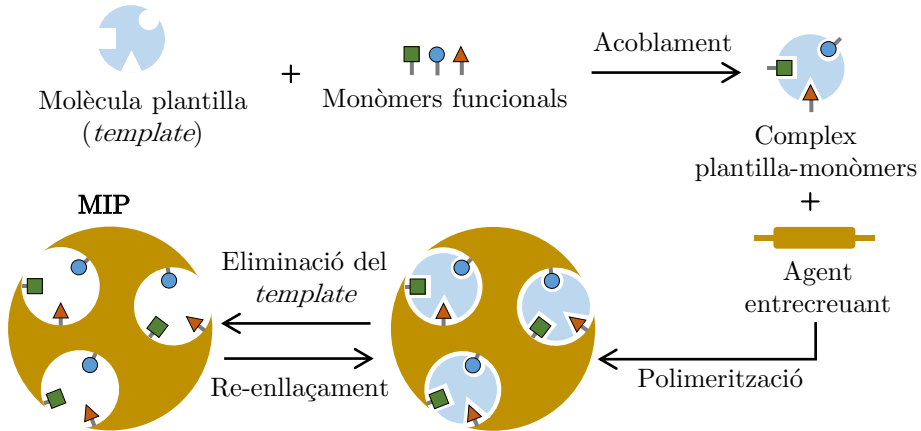 Molècula plantilla
(template)
+
Monòmers funcionals
Acoblament
Complex
plantilla-monòmers
+
Agent
entrecreuant
Polimerització
Eliminació del
template
Re-enllaçament
MIP